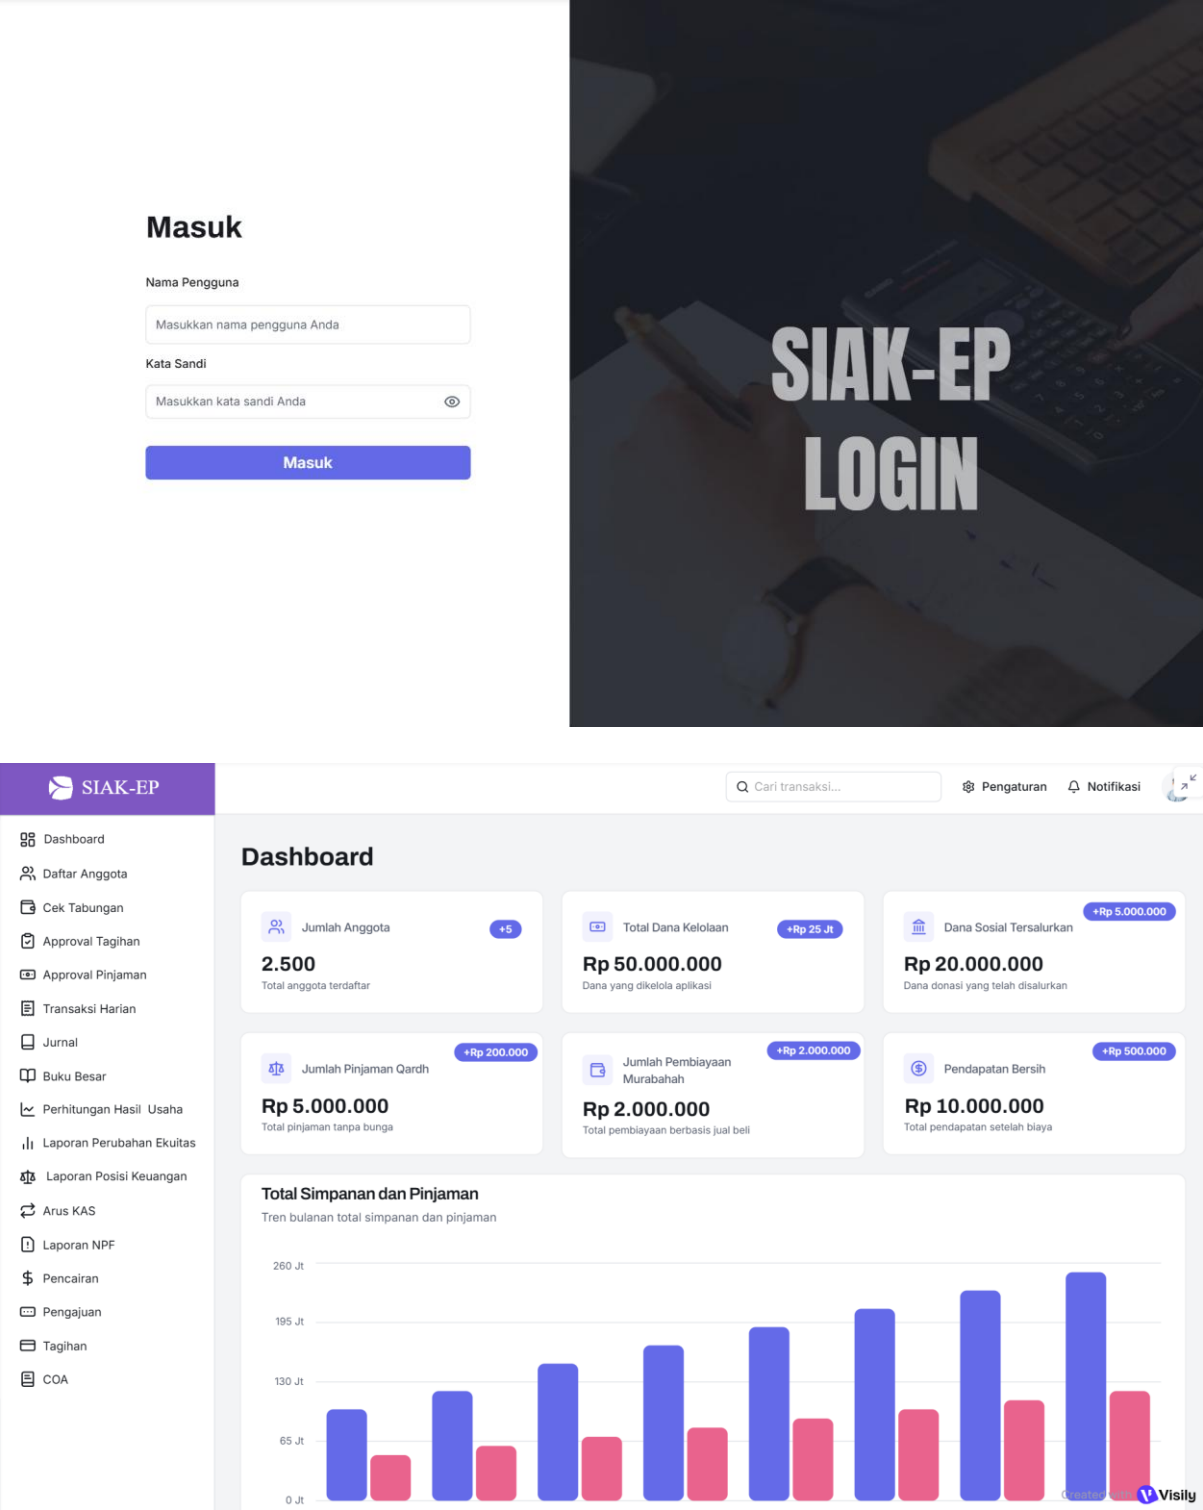 Masuk
Nama Pengguna
Masukkan nama pengguna Anda
Kata Sandi
Masukkan kata sandi Anda
Masuk
SIAK-EP
LOGIN
SIAK-EP
Cari transaksi...
Pengaturan
Notifikasi
Dashboard
Daftar Anggota
Cek Tabungan
Approval Tagihan
Approval Pinjaman
Transaksi Harian
Jurnal
Buku Besar
Perhitungan Hasil Usaha
Laporan Perubahan Ekuitas
Laporan Posisi Keuangan
Arus KAS
Laporan NPF
Pencairan
Pengajuan
Tagihan
COA
Dashboard
Jumlah Anggota
+5
2.500
Total anggota terdaftar
Total Dana Kelolaan
+Rp 25 Jt
Rp 50.000.000
Dana yang dikelola aplikasi
+Rp 5.000.000
Dana Sosial Tersalurkan
Rp 20.000.000
Dana donasi yang telah disalurkan
+Rp 200.000
Jumlah Pinjaman Qardh
Rp 5.000.000
Total pinjaman tanpa bunga
+Rp 2.000.000
Jumlah Pembiayaan
Murabahah
Rp 2.000.000
Total pembiayaan berbasis jual beli
+Rp 500.000
Pendapatan Bersih
Rp 10.000.000
Total pendapatan setelah biaya
Total Simpanan dan Pinjaman
Tren bulanan total simpanan dan pinjaman
260 Jt
195 Jt
130 Jt
65 Jt
0 Jt
Created with Visily